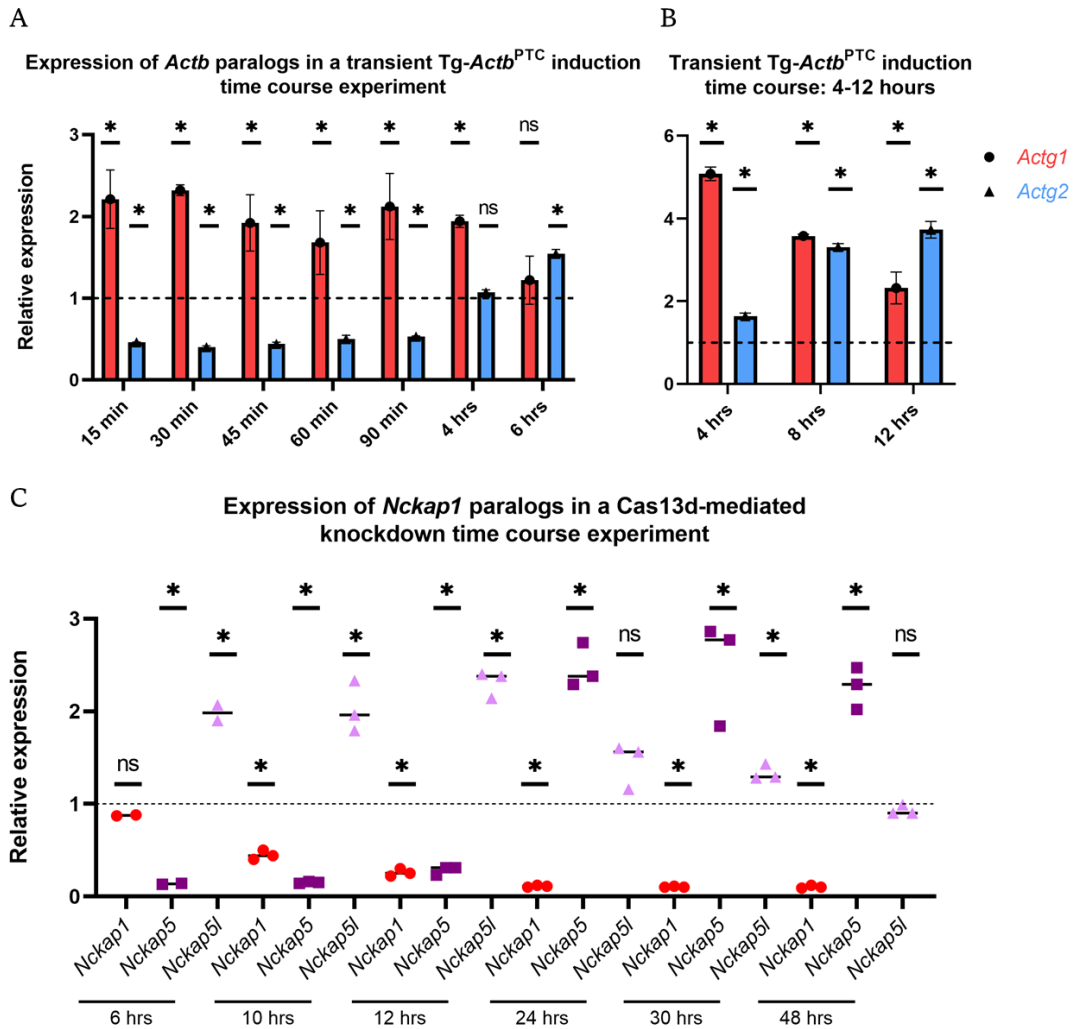 A
Expression of Actb paralogs in a transient Tg-Actb^PTC induction
time course experiment
Relative expression
3
2
1
0
* * * * * * ns
* * * * * ns *
15 min
30 min
45 min
60 min
90 min
4 hrs
6 hrs
B
Transient Tg-Actb^PTC induction
time course: 4-12 hours
6
4
2
0
* * *
* * *
4 hrs
8 hrs
12 hrs
Actg1
Actg2
C
Expression of Nckap1 paralogs in a Cas13d-mediated
knockdown time course experiment
Relative expression
3
2
1
0
* * * * * *
* * * ns * ns
ns * * * * *
Nckap1
Nckap5
Nckap5l
Nckap1
Nckap5
Nckap5l
Nckap1
Nckap5
Nckap5l
Nckap1
Nckap5
Nckap5l
Nckap1
Nckap5
Nckap5l
Nckap1
Nckap5
Nckap5l
6 hrs
10 hrs
12 hrs
24 hrs
30 hrs
48 hrs